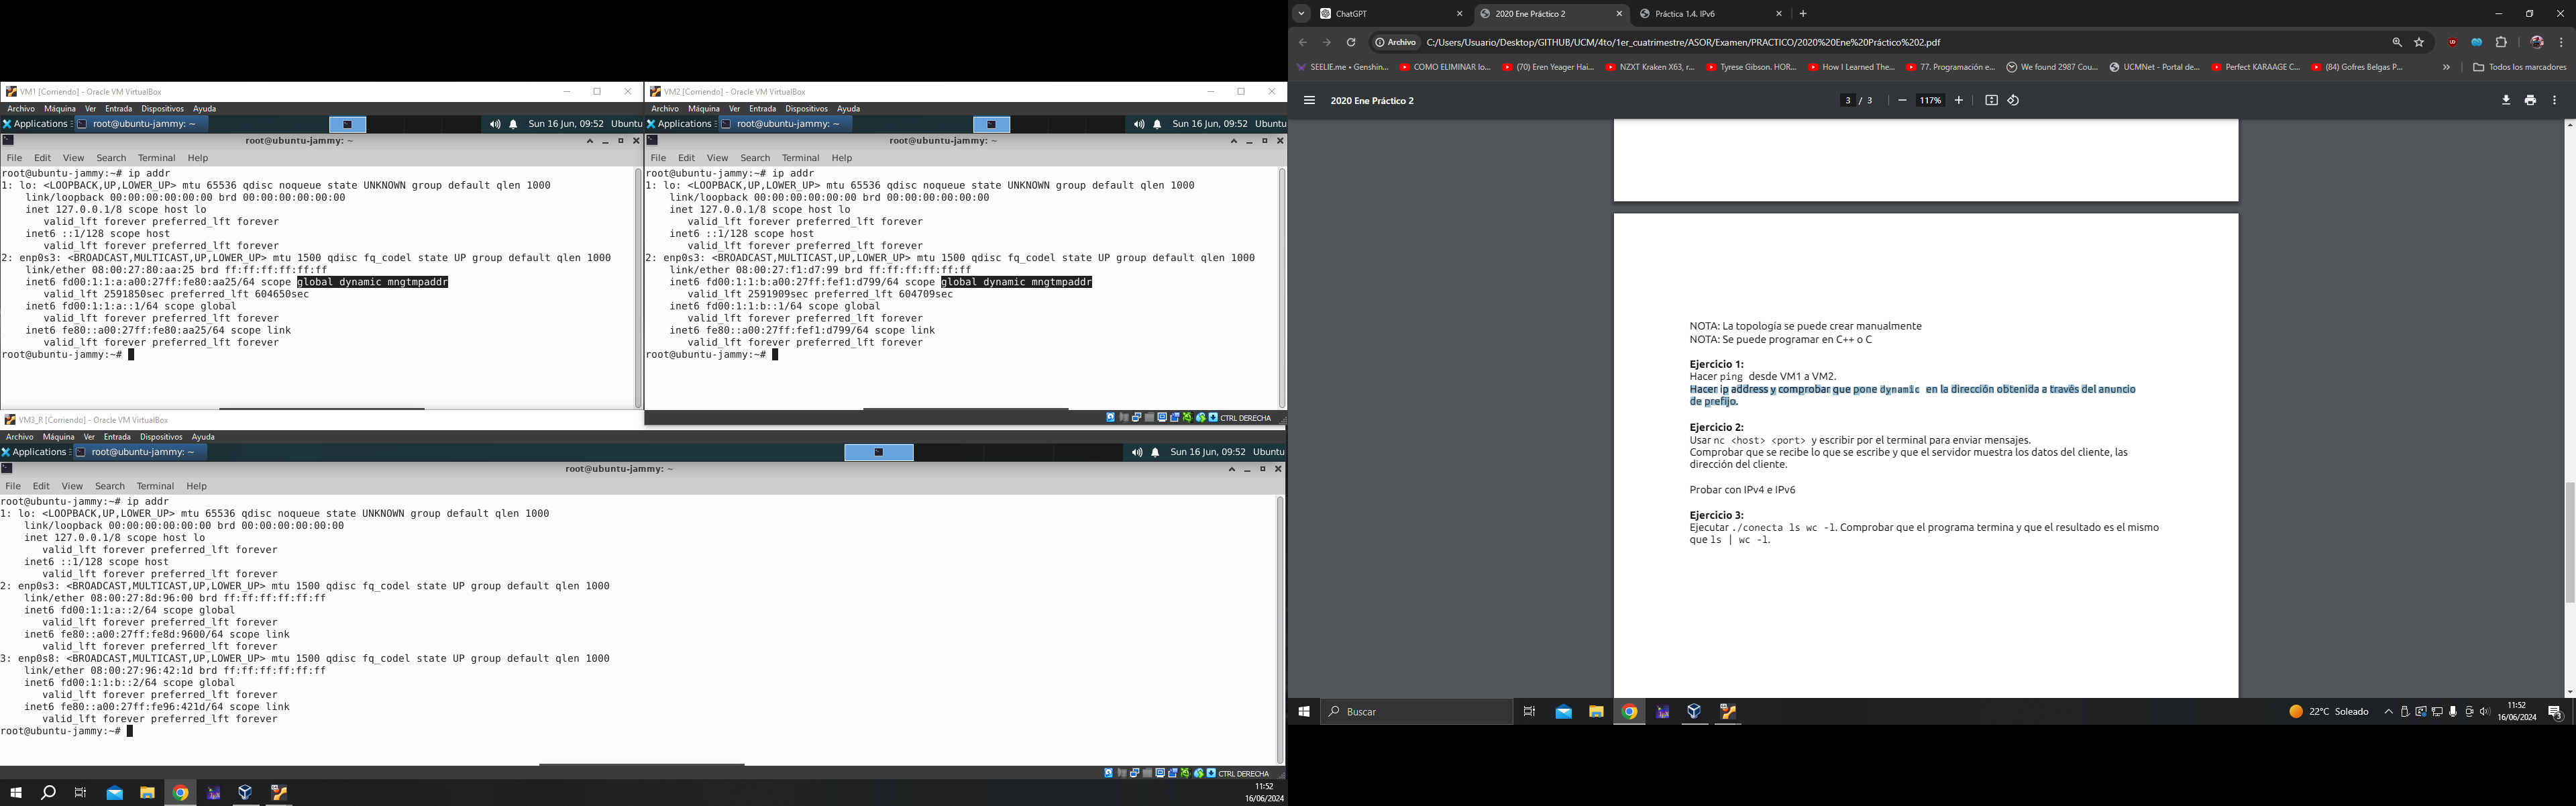 VM1 [Corriendo] - Oracle VM VirtualBox
Archivo Máquina Ver Entrada Dispositivos Ayuda
Applications root@ubuntu-jammy: ~ Sun 16 Jun, 09:52 Ubuntu
root@ubuntu-jammy: ~
File Edit View Search Terminal Help
root@ubuntu-jammy:~# ip addr
1: lo: <LOOPBACK,UP,LOWER_UP> mtu 65536 qdisc noqueue state UNKNOWN group default qlen 1000
link/loopback 00:00:00:00:00:00 brd 00:00:00:00:00:00
inet 127.0.0.1/8 scope host lo
valid_lft forever preferred_lft forever
inet6 ::1/128 scope host
valid_lft forever preferred_lft forever
2: enp0s3: <BROADCAST,MULTICAST,UP,LOWER_UP> mtu 1500 qdisc fq_codel state UP group default qlen 1000
link/ether 08:00:27:80:aa:25 brd ff:ff:ff:ff:ff:ff
inet6 fd00:1:1:a:a00:27ff:fe80:aa25/64 scope global dynamic mngtmpaddr
valid_lft 2591850sec preferred_lft 604650sec
inet6 fd00:1:1:a::1/64 scope global
valid_lft forever preferred_lft forever
inet6 fe80::a00:27ff:fe80:aa25/64 scope link
valid_lft forever preferred_lft forever
root@ubuntu-jammy:~#
VM2 [Corriendo] - Oracle VM VirtualBox
Archivo Máquina Ver Entrada Dispositivos Ayuda
Applications root@ubuntu-jammy: ~ Sun 16 Jun, 09:52 Ubuntu
root@ubuntu-jammy: ~
File Edit View Search Terminal Help
root@ubuntu-jammy:~# ip addr
1: lo: <LOOPBACK,UP,LOWER_UP> mtu 65536 qdisc noqueue state UNKNOWN group default qlen 1000
link/loopback 00:00:00:00:00:00 brd 00:00:00:00:00:00
inet 127.0.0.1/8 scope host lo
valid_lft forever preferred_lft forever
inet6 ::1/128 scope host
valid_lft forever preferred_lft forever
2: enp0s3: <BROADCAST,MULTICAST,UP,LOWER_UP> mtu 1500 qdisc fq_codel state UP group default qlen 1000
link/ether 08:00:27:f1:d7:99 brd ff:ff:ff:ff:ff:ff
inet6 fd00:1:1:b:a00:27ff:fef1:d799/64 scope global dynamic mngtmpaddr
valid_lft 2591909sec preferred_lft 604709sec
inet6 fd00:1:1:b::1/64 scope global
valid_lft forever preferred_lft forever
inet6 fe80::a00:27ff:fef1:d799/64 scope link
valid_lft forever preferred_lft forever
root@ubuntu-jammy:~#
CTRL DERECHA
VM3_R [Corriendo] - Oracle VM VirtualBox
Archivo Máquina Ver Entrada Dispositivos Ayuda
Applications root@ubuntu-jammy: ~ Sun 16 Jun, 09:52 Ubuntu
root@ubuntu-jammy: ~
File Edit View Search Terminal Help
root@ubuntu-jammy:~# ip addr
1: lo: <LOOPBACK,UP,LOWER_UP> mtu 65536 qdisc noqueue state UNKNOWN group default qlen 1000
link/loopback 00:00:00:00:00:00 brd 00:00:00:00:00:00
inet 127.0.0.1/8 scope host lo
valid_lft forever preferred_lft forever
inet6 ::1/128 scope host
valid_lft forever preferred_lft forever
2: enp0s3: <BROADCAST,MULTICAST,UP,LOWER_UP> mtu 1500 qdisc fq_codel state UP group default qlen 1000
link/ether 08:00:27:8d:96:00 brd ff:ff:ff:ff:ff:ff
inet6 fd00:1:1:a::2/64 scope global
valid_lft forever preferred_lft forever
inet6 fe80::a00:27ff:fe8d:9600/64 scope link
valid_lft forever preferred_lft forever
3: enp0s8: <BROADCAST,MULTICAST,UP,LOWER_UP> mtu 1500 qdisc fq_codel state UP group default qlen 1000
link/ether 08:00:27:96:42:1d brd ff:ff:ff:ff:ff:ff
inet6 fd00:1:1:b::2/64 scope global
valid_lft forever preferred_lft forever
inet6 fe80::a00:27ff:fe96:421d/64 scope link
valid_lft forever preferred_lft forever
root@ubuntu-jammy:~#
CTRL DERECHA
11:52
16/06/2024
ChatGPT 2020 Ene Práctico 2 Práctica 1.4. IPv6
Archivo C:/Users/Usuario/Desktop/GITHUB/UCM/4to/1er_cuatrimestre/ASOR/Examen/PRACTICO/2020%20Ene%20Práctico%202.pdf
SEELIE.me • Genshin... COMO ELIMINAR lo... (70) Eren Yeager Hai... NZXT Kraken X63, r... Tyrese Gibson. HOR... How I Learned The... 77. Programación e... We found 2987 Cou... UCMNet - Portal de... Perfect KARAAGE C... (84) Gofres Belgas P... Todos los marcadores
2020 Ene Práctico 2 3 / 3 117%
NOTA: La topología se puede crear manualmente
NOTA: Se puede programar en C++ o C
Ejercicio 1:
Hacer ping desde VM1 a VM2.
Hacer ip address y comprobar que pone dynamic en la dirección obtenida a través del anuncio
de prefijo.
Ejercicio 2:
Usar nc <host> <port> y escribir por el terminal para enviar mensajes.
Comprobar que se recibe lo que se escribe y que el servidor muestra los datos del cliente, las
dirección del cliente.
Probar con IPv4 e IPv6
Ejercicio 3:
Ejecutar ./conecta ls wc -l. Comprobar que el programa termina y que el resultado es el mismo
que ls | wc -l.
Buscar
22°C Soleado
11:52
16/06/2024
3